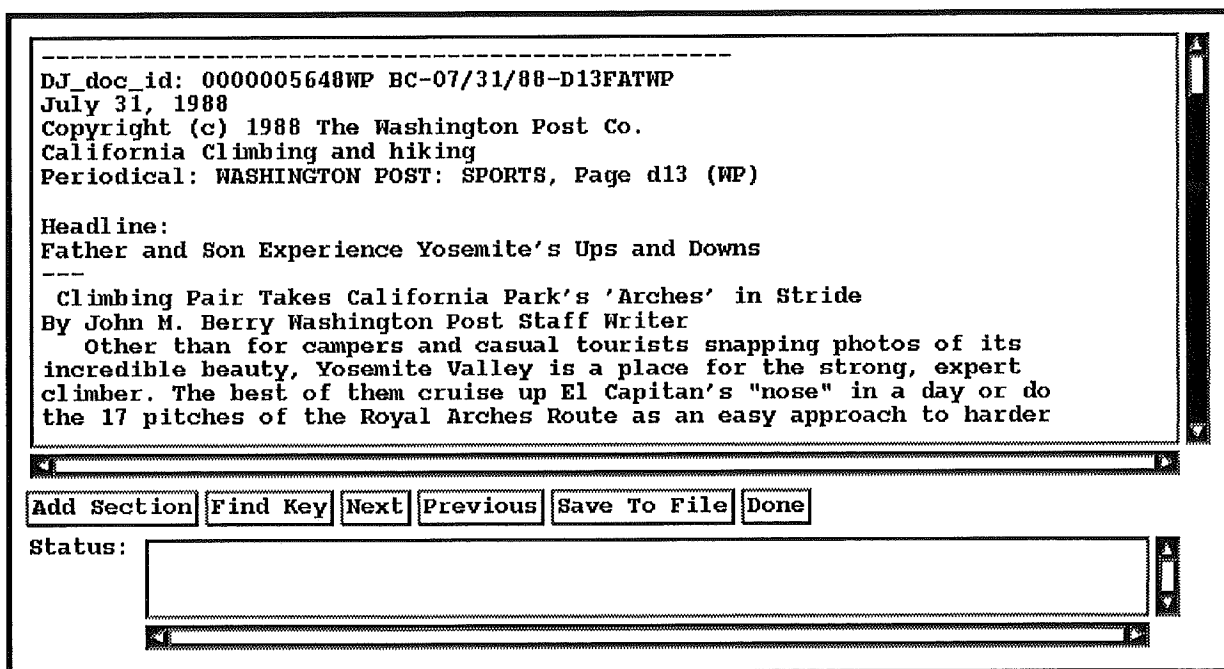 ------------------------------------------------
DJ_doc_id: 0000005648WP BC-07/31/88-D13FATWP
July 31, 1988
Copyright (c) 1988 The Washington Post Co.
California Climbing and hiking
Periodical: WASHINGTON POST: SPORTS, Page d13 (WP)
Headline:
Father and Son Experience Yosemite's Ups and Downs
---
Climbing Pair Takes California Park's 'Arches' in Stride
By John M. Berry Washington Post Staff Writer
Other than for campers and casual tourists snapping photos of its
incredible beauty, Yosemite Valley is a place for the strong, expert
climber. The best of them cruise up El Capitan's "nose" in a day or do
the 17 pitches of the Royal Arches Route as an easy approach to harder
Add Section Find Key Next Previous Save To File Done
Status: